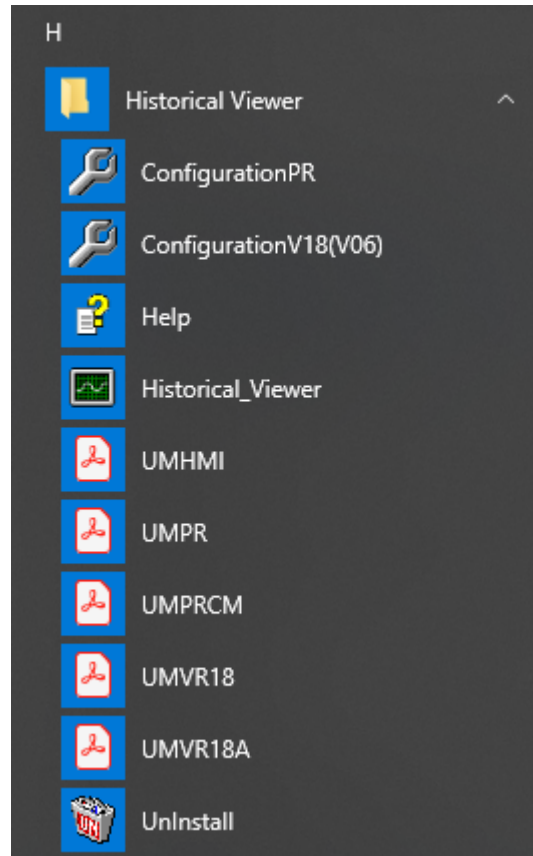 H
Historical Viewer
ConfigurationPR
ConfigurationV18(V06)
Help
Historical_Viewer
UMHMI
UMPR
UMPRCM
UMVR18
UMVR18A
UnInstall